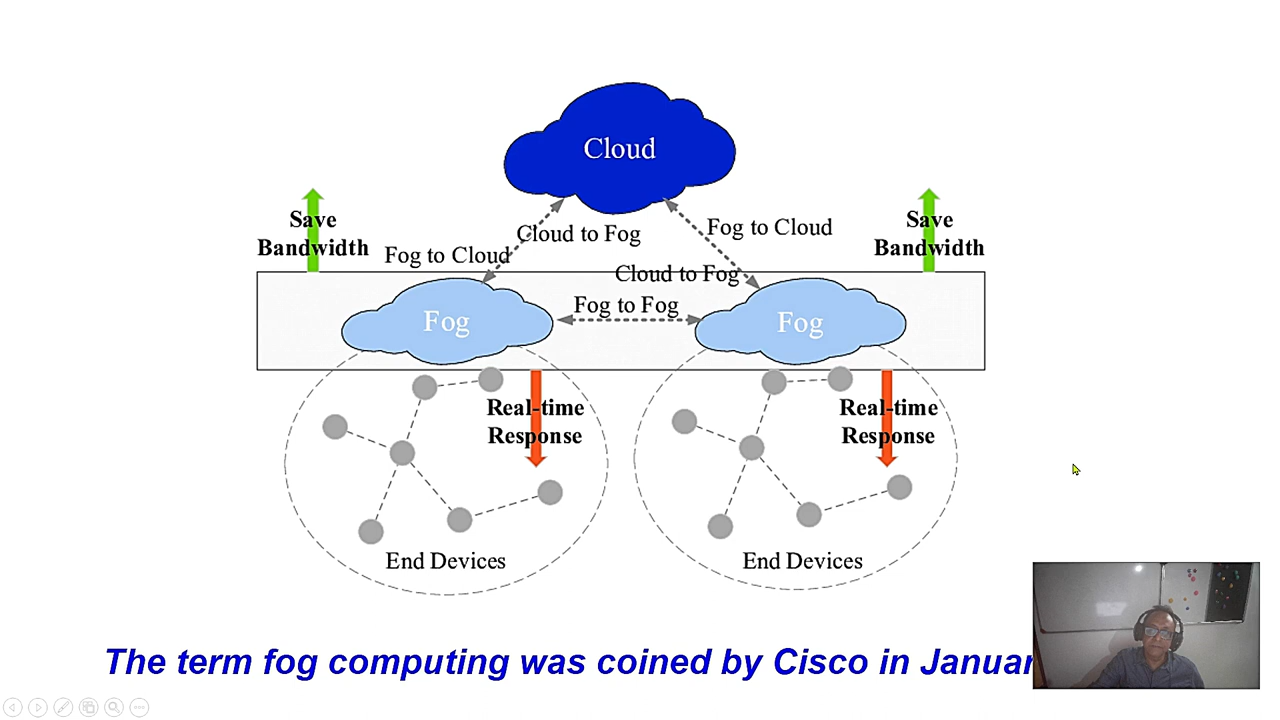 Cloud
Save
Bandwidth
Fog to Cloud
Cloud to Fog
Fog to Cloud
Save
Bandwidth
Cloud to Fog
Fog to Fog
Fog
Fog
Real-time
Response
Real-time
Response
End Devices
End Devices
The term fog computing was coined by Cisco in